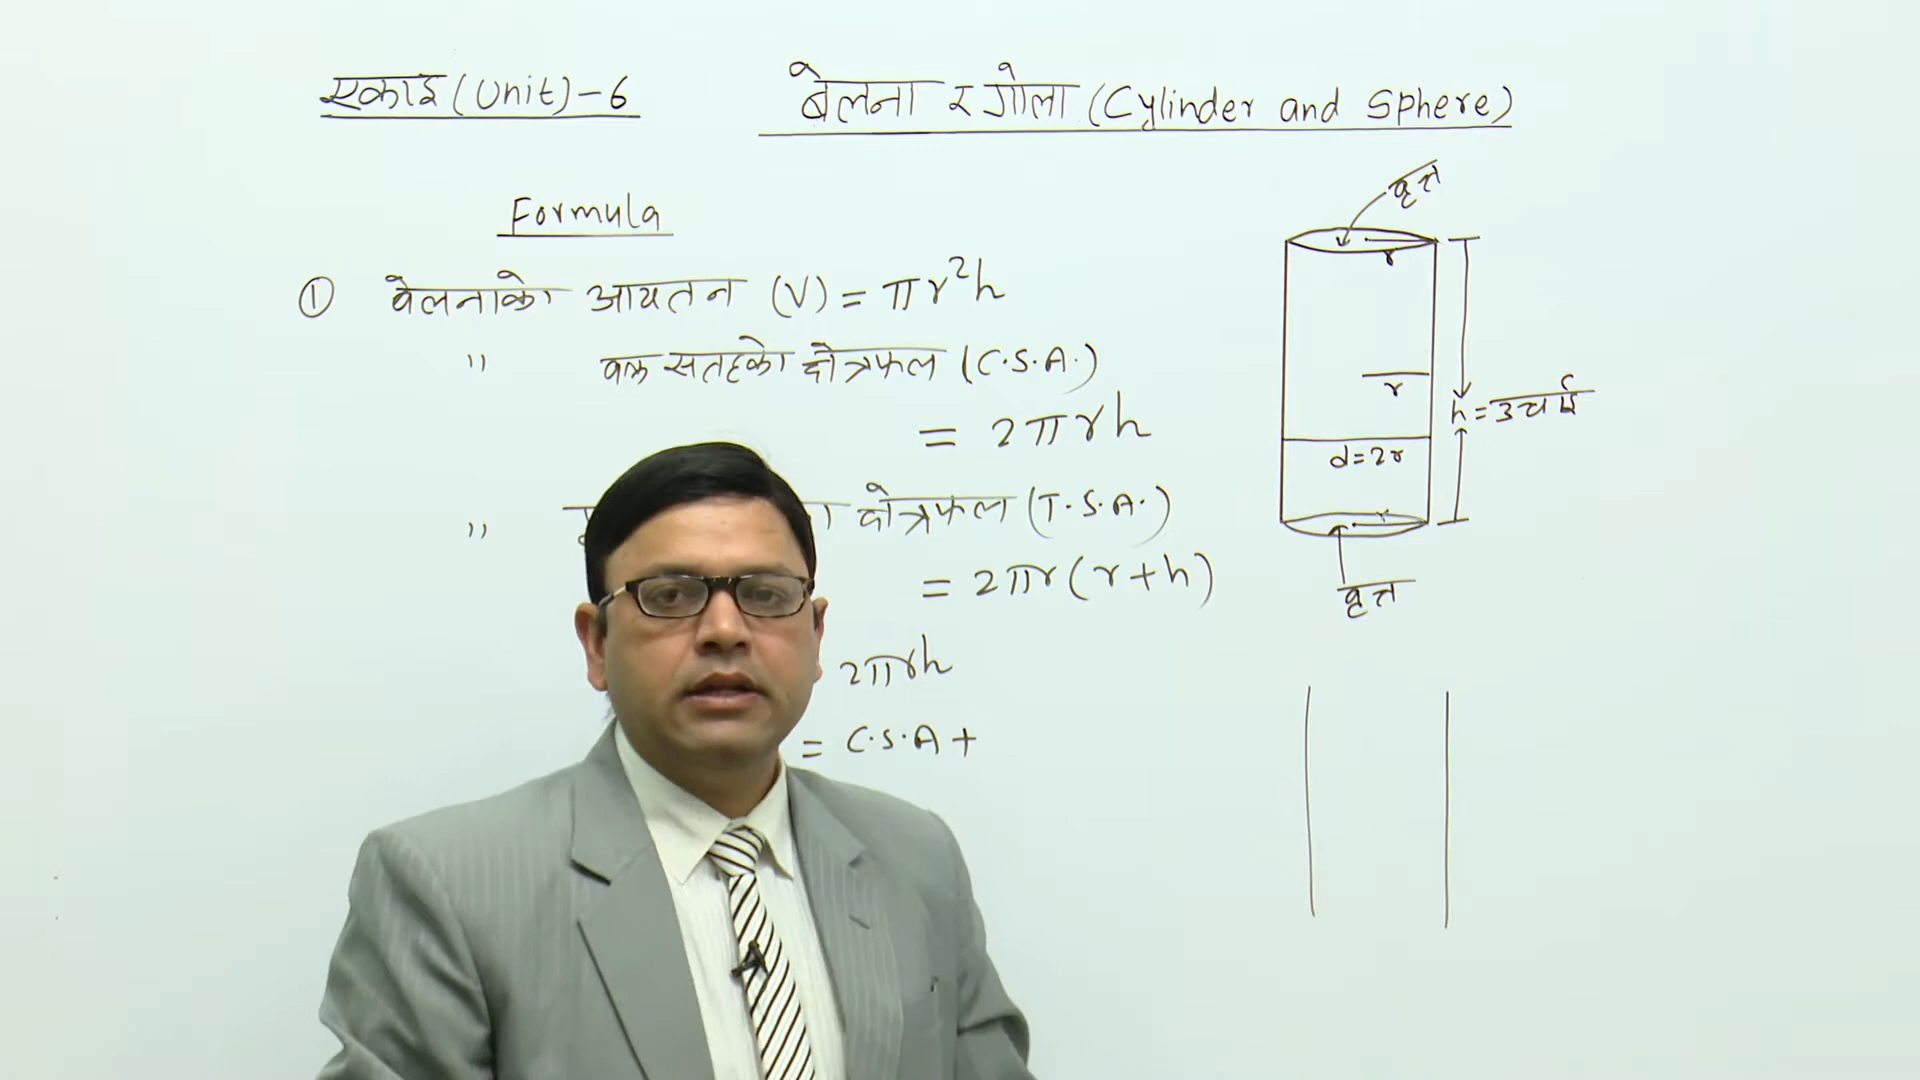 एकाइ (Unit)-6
बेलना र गोला (Cylinder and Sphere)
Formula
① बेलनाको आयतन (V) = πr²h
" वक्र सतहको क्षेत्रफल (C.S.A.)
= 2πrh
" क्षेत्रफल (T.S.A.)
= 2πr(r+h)
2πrh
= C.S.A +
वृत्त
r
r
h = उचाई
d=2r
r
वृत्त